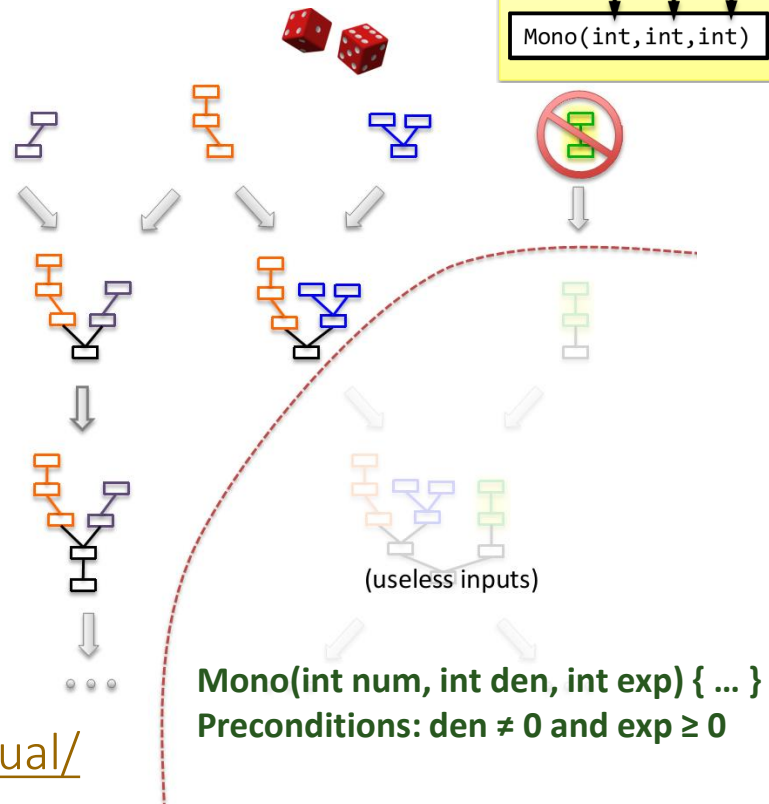 Mono(int,int,int)
(useless inputs)
Mono(int num, int den, int exp) { … }
Preconditions: den ≠ 0 and exp ≥ 0
ual/